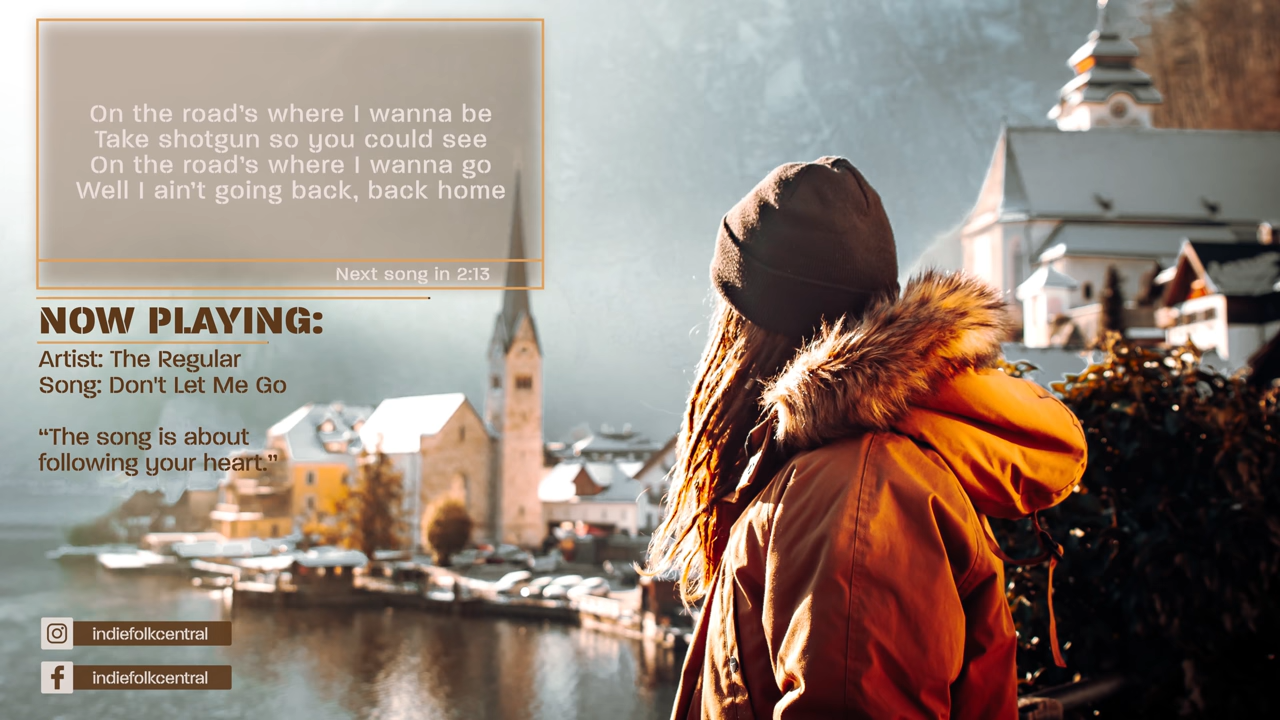 On the road’s where I wanna be
Take shotgun so you could see
On the road’s where I wanna go
Well I ain’t going back, back home
Next song in 2:13
NOW PLAYING:
Artist: The Regular
Song: Don't Let Me Go
“The song is about
following your heart.”
indiefolkcentral
indiefolkcentral